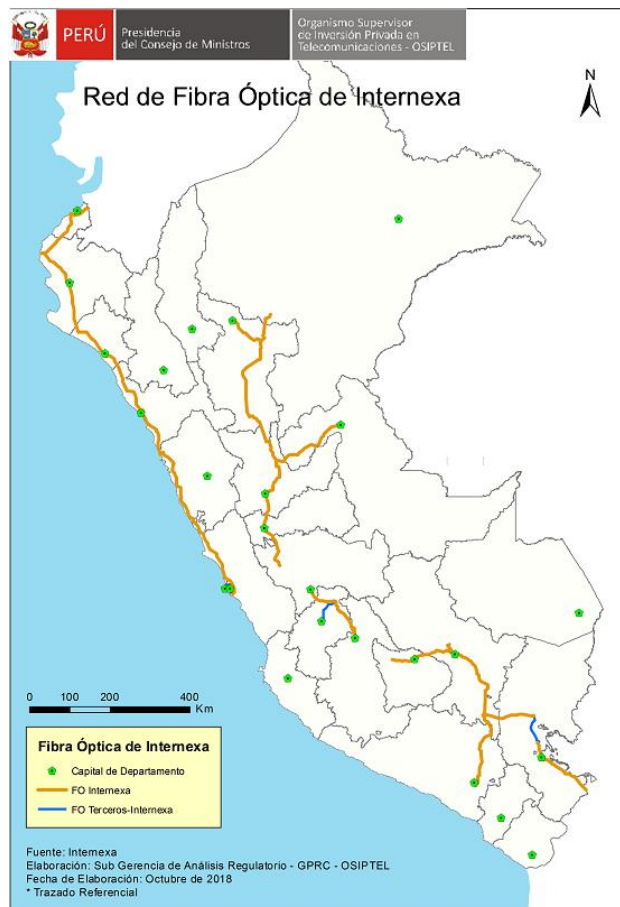 PERÚ
Presidencia
del Consejo de Ministros
Organismo Supervisor
de Inversión Privada en
Telecomunicaciones - OSIPTEL
Red de Fibra Óptica de Internexa
N
0 100 200 400
Km
Fibra Óptica de Internexa
Capital de Departamento
FO Internexa
FO Terceros-Internexa
Fuente: Internexa
Elaboración: Sub Gerencia de Análisis Regulatorio - GPRC - OSIPTEL
Fecha de Elaboración: Octubre de 2018
* Trazado Referencial